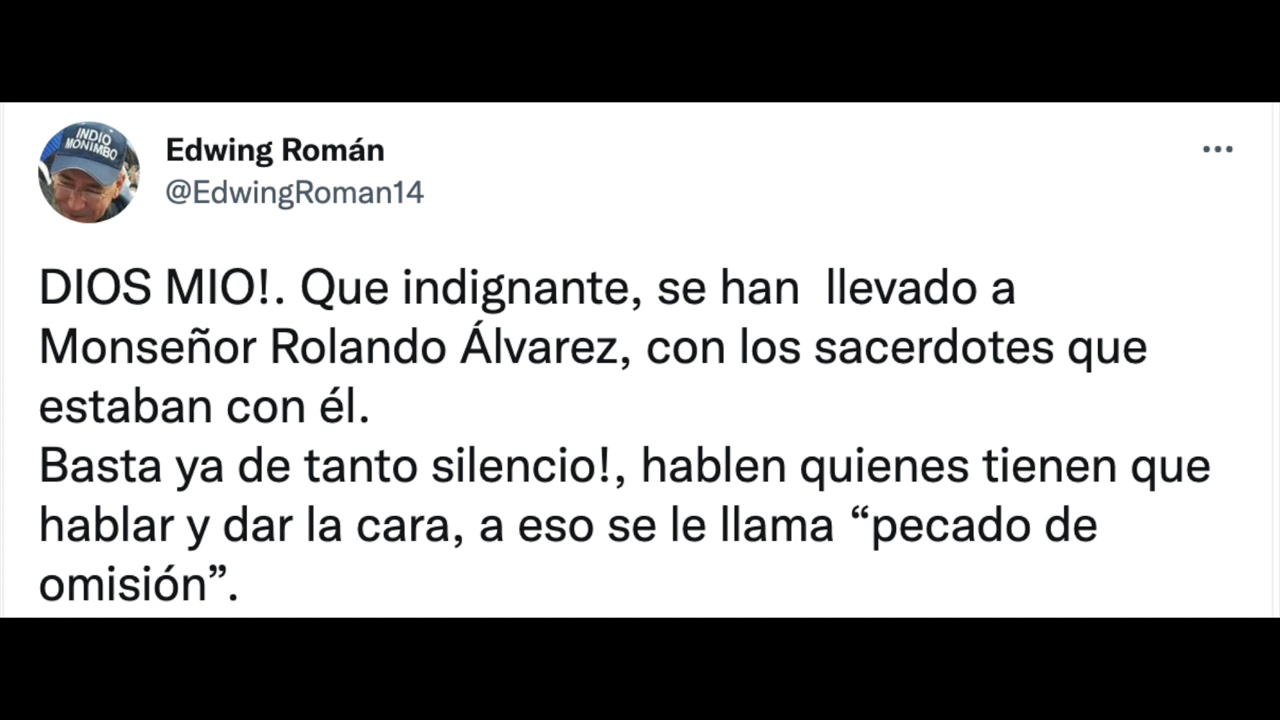 INDIO
MONIMBO
Edwing Román
@EdwingRoman14
DIOS MIO!. Que indignante, se han  llevado a
Monseñor Rolando Álvarez, con los sacerdotes que
estaban con él.
Basta ya de tanto silencio!, hablen quienes tienen que
hablar y dar la cara, a eso se le llama “pecado de
omisión”.